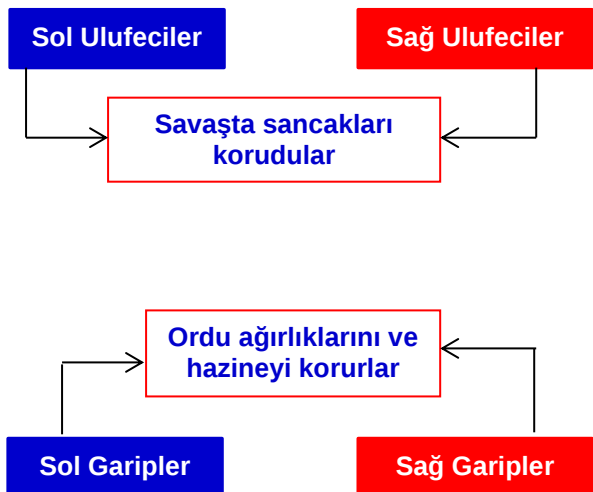 Sol Ulufeciler
Sağ Ulufeciler
Savaşta sancakları
korudular
Ordu ağırlıklarını ve
hazineyi korurlar
Sol Garipler
Sağ Garipler